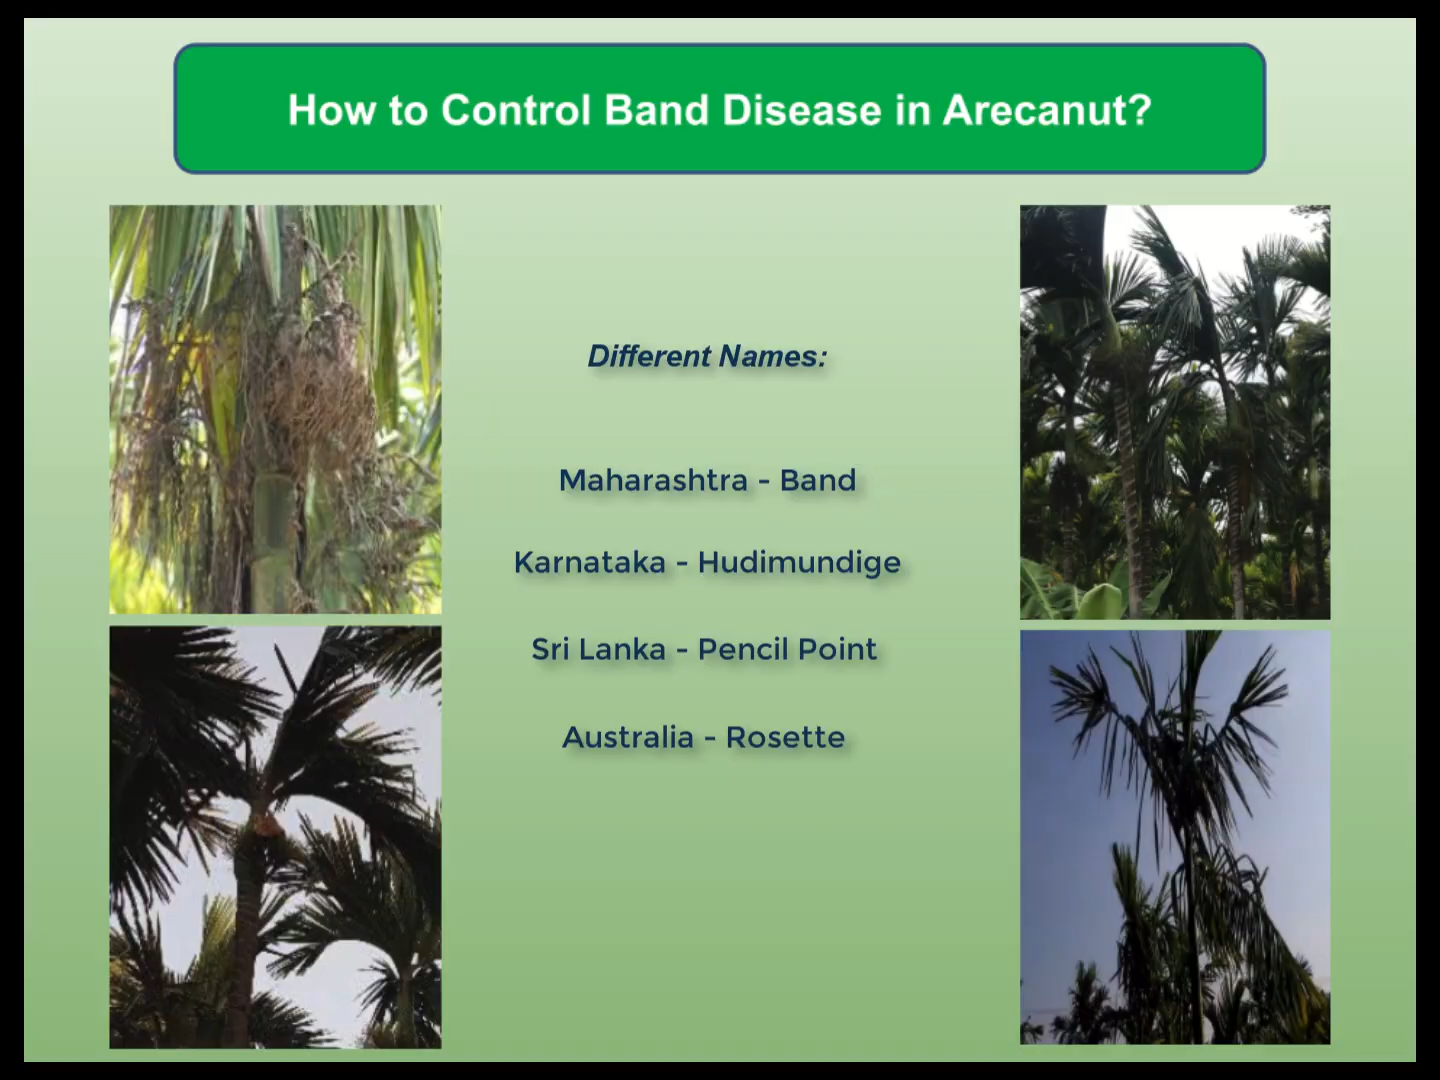 How to Control Band Disease in Arecanut?
Different Names:
Maharashtra - Band
Karnataka - Hudimundige
Sri Lanka - Pencil Point
Australia - Rosette